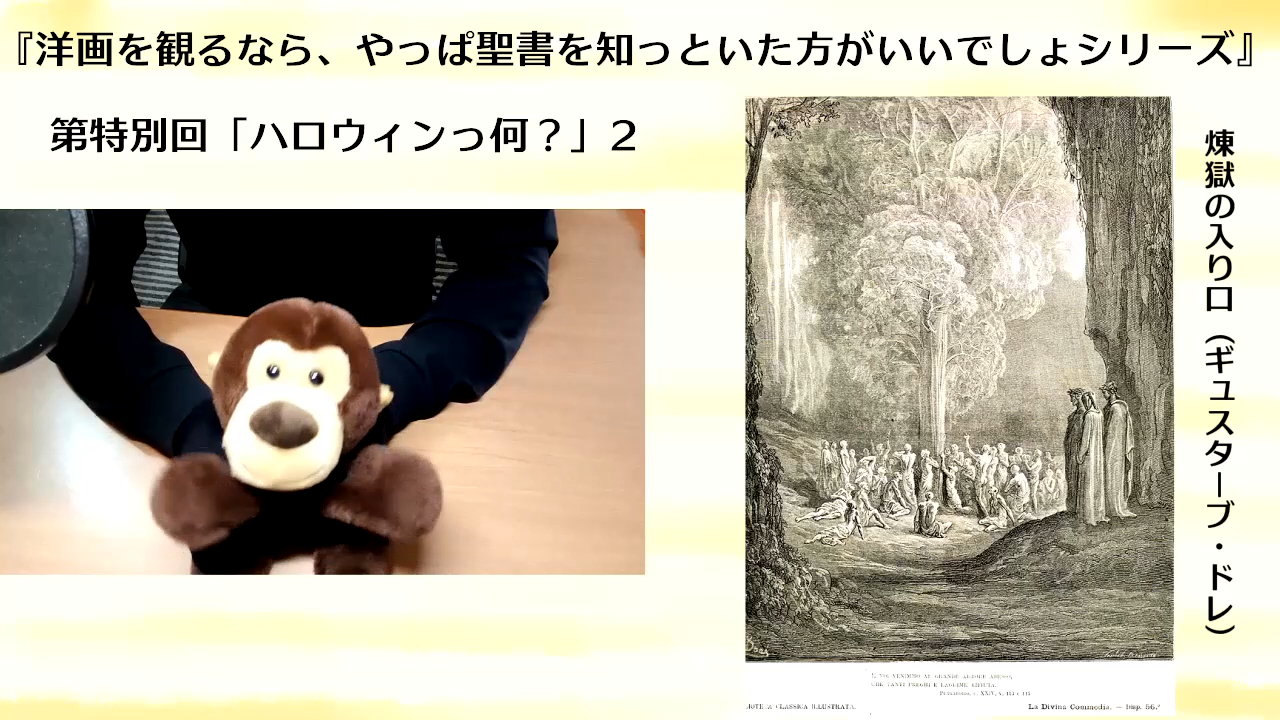 『洋画を観るなら、やっぱ聖書を知っといた方がいいでしょシリーズ』
第特別回「ハロウィンっ何？」2
煉獄の入り口（ギュスターブ・ドレ）
La Divina Commedia. — Imp. 56.ª